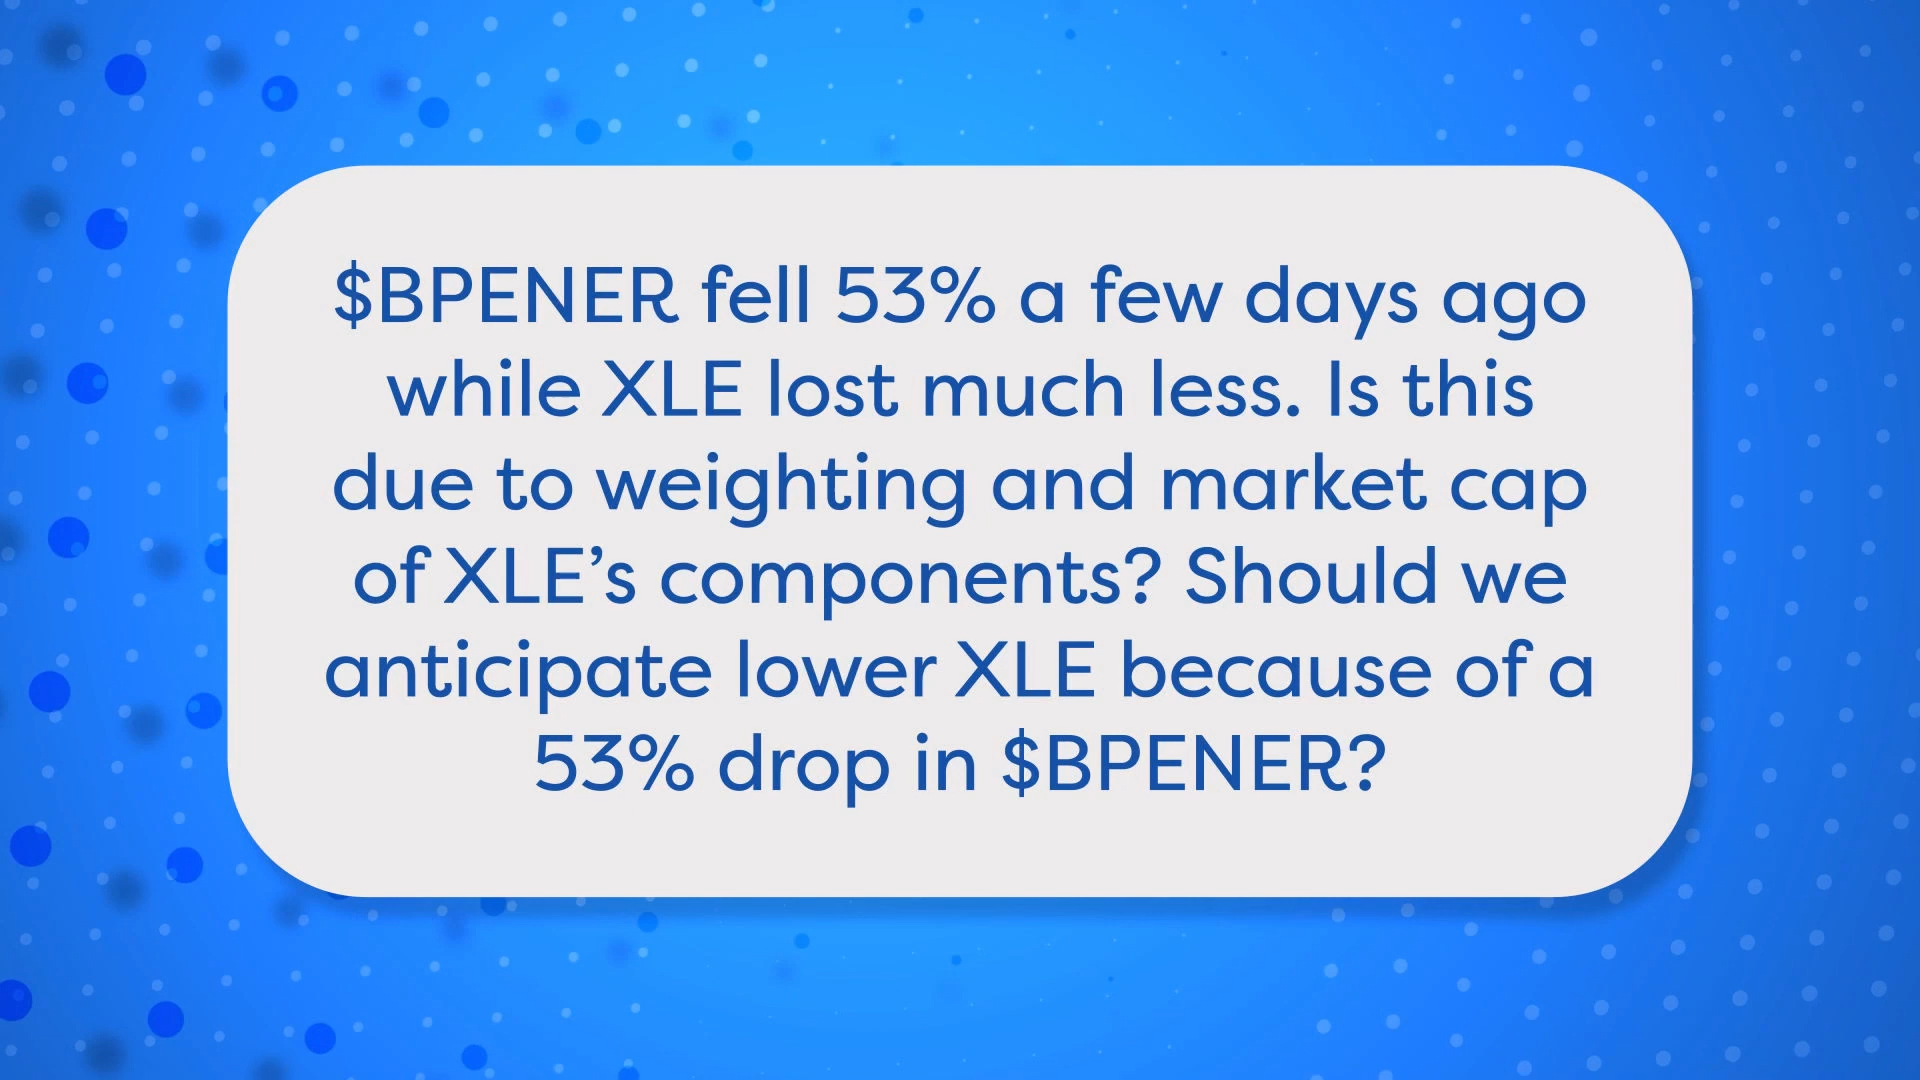 $BPENER fell 53% a few days ago
while XLE lost much less. Is this
due to weighting and market cap
of XLE’s components? Should we
anticipate lower XLE because of a
53% drop in $BPENER?